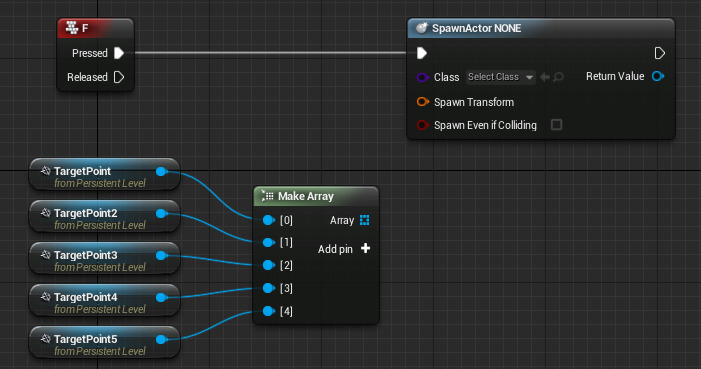 F
Pressed
Released
SpawnActor NONE
Class Select Class Return Value
Spawn Transform
Spawn Even if Colliding
TargetPoint
from Persistent Level
TargetPoint2
from Persistent Level
TargetPoint3
from Persistent Level
TargetPoint4
from Persistent Level
TargetPoint5
from Persistent Level
Make Array
[0] Array
[1] Add pin
[2]
[3]
[4]